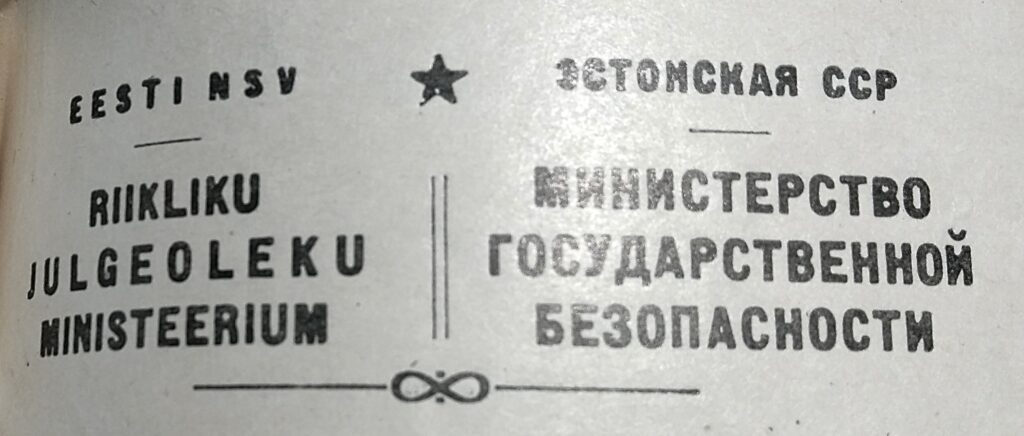 EESTI NSV
RIIKLIKU
JULGEOLEKU
MINISTEERIUM
ЭСТОНСКАЯ ССР
МИНИСТЕРСТВО
ГОСУДАРСТВЕННОЙ
БЕЗОПАСНОСТИ